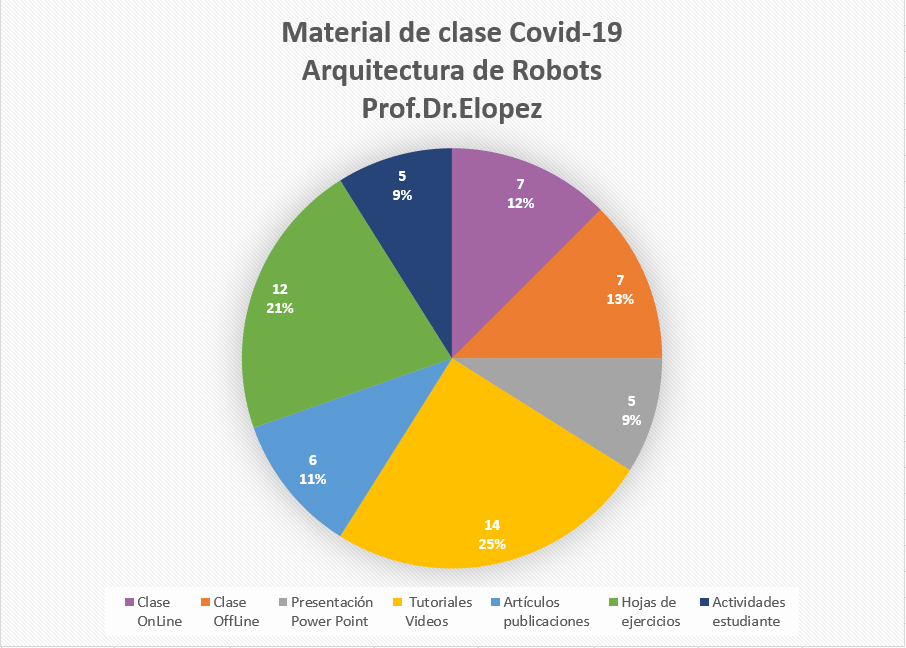 Material de clase Covid-19
Arquitectura de Robots
Prof.Dr.Elopez
5
9%
7
12%
7
13%
12
21%
5
9%
6
11%
14
25%
Clase
OnLine
Clase
OffLine
Presentación
Power Point
Tutoriales
Videos
Artículos
publicaciones
Hojas de
ejercicios
Actividades
estudiante